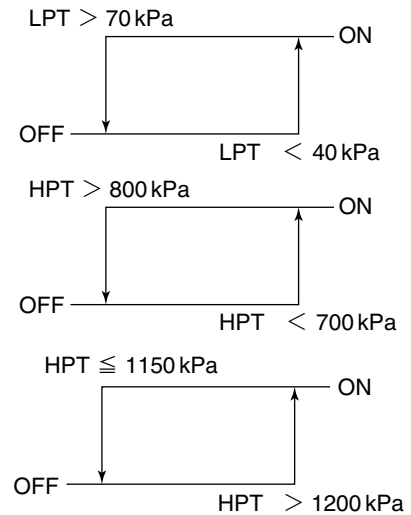 LPT > 70 kPa
ON
OFF
LPT < 40 kPa
HPT > 800 kPa
ON
OFF
HPT < 700 kPa
HPT ≦ 1150 kPa
ON
OFF
HPT > 1200 kPa